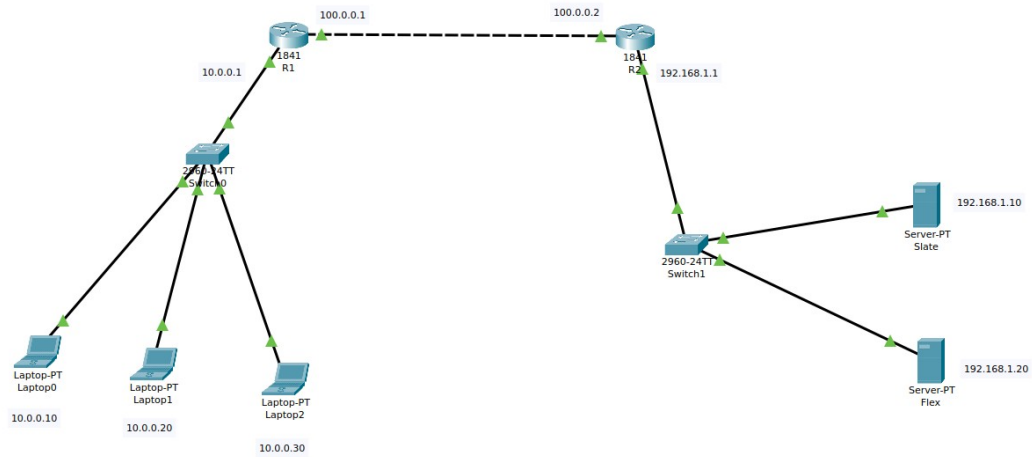 100.0.0.1
100.0.0.2
1841
R1
1841
R2
10.0.0.1
192.168.1.1
2960-24TT
Switch0
192.168.1.10
Server-PT
Slate
2960-24TT
Switch1
Laptop-PT
Laptop0
Laptop-PT
Laptop1
Laptop-PT
Laptop2
192.168.1.20
Server-PT
Flex
10.0.0.10
10.0.0.20
10.0.0.30